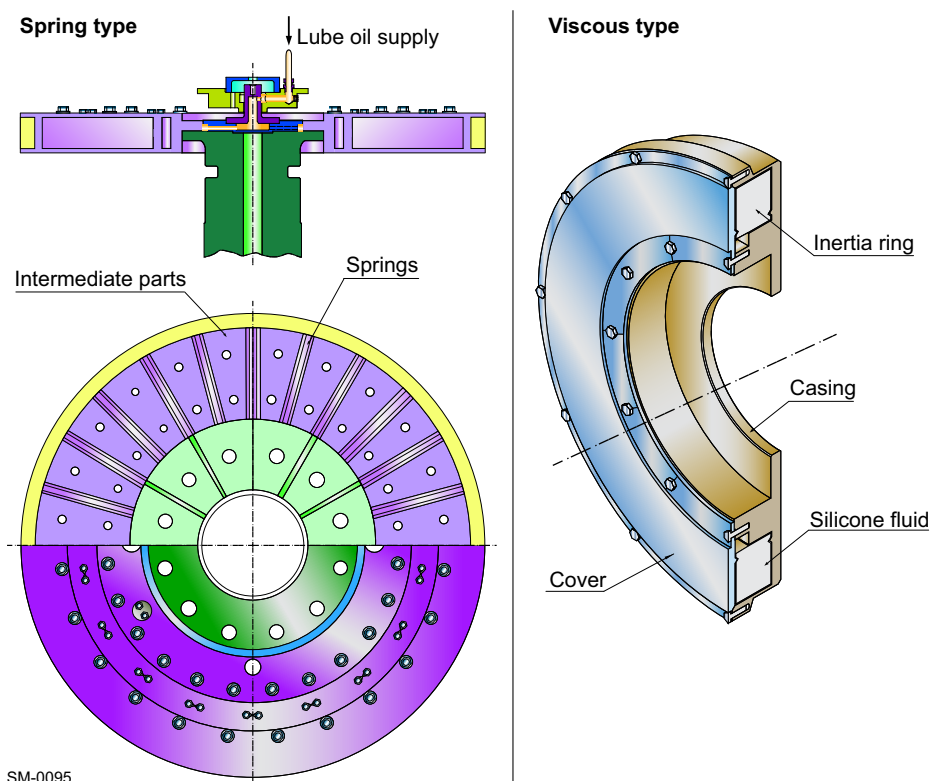 Spring type
Lube oil supply
Intermediate parts
Springs
SM-0095
Viscous type
Inertia ring
Casing
Silicone fluid
Cover